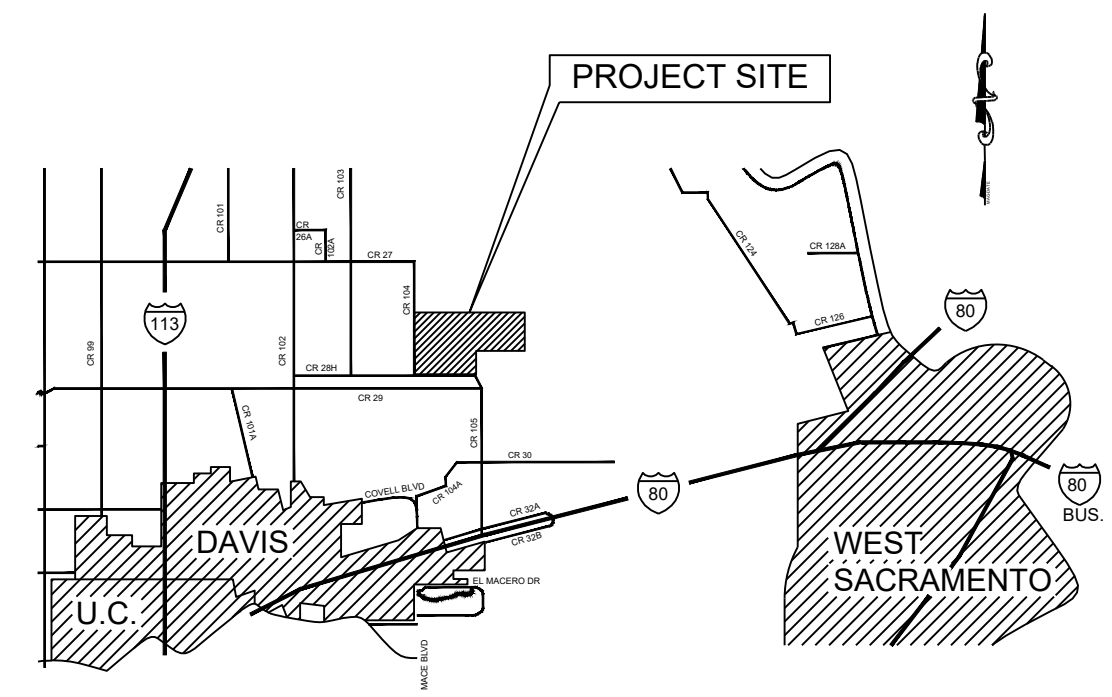 PROJECT SITE
CR 101
CR 103
CR
26A
CR
102A
CR 27
CR 104
113
CR 99
CR 102
CR 28H
CR 29
CR 101A
CR 105
CR 30
COVELL BLVD
CR 104A
CR 32A
CR 32B
80
DAVIS
U.C.
EL MACERO DR
MACE BLVD
CR 124
CR 128A
CR 126
80
80
BUS.
WEST
SACRAMENTO